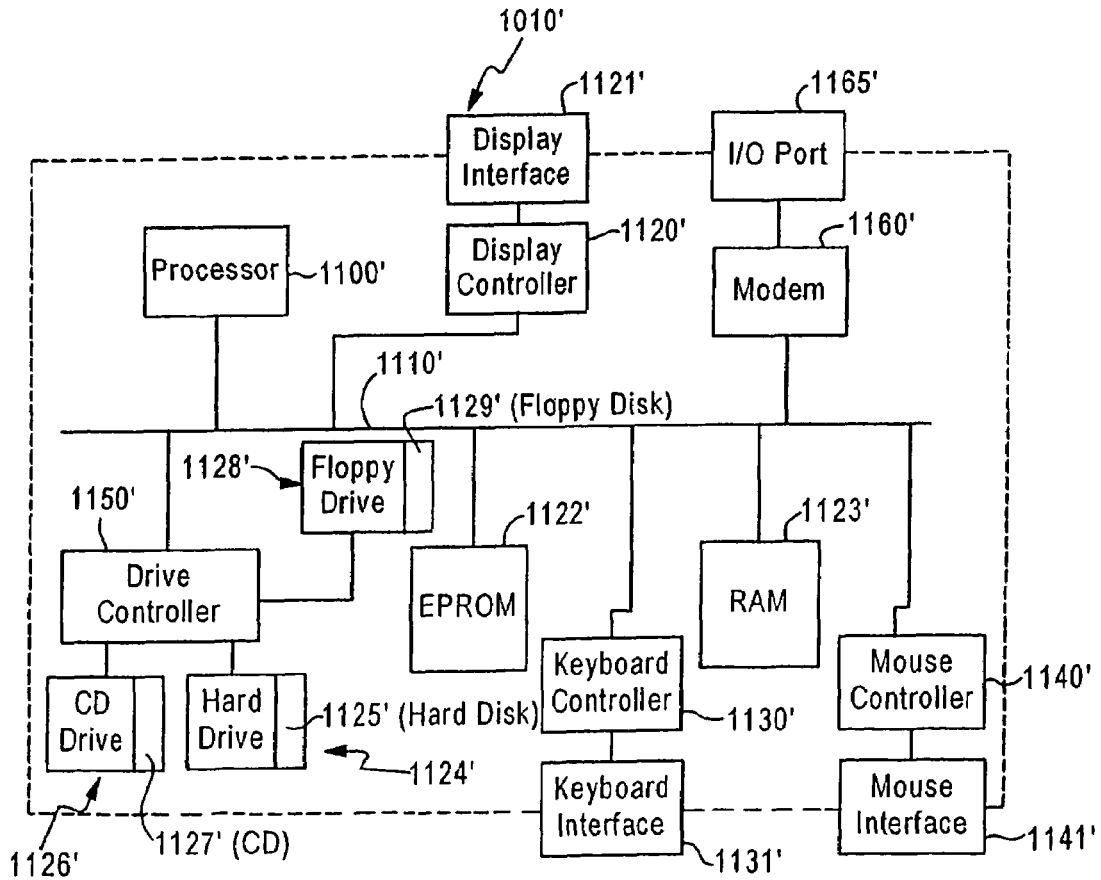 1010'
1121'
1165'
Display
Interface
I/O Port
1120'
1160'
Processor
1100'
Display
Controller
Modem
1110'
1129' (Floppy Disk)
1128'
Floppy
Drive
1150'
1122'
1123'
Drive
Controller
EPROM
RAM
CD
Drive
Hard
Drive
1125' (Hard Disk)
Keyboard
Controller
1130'
Mouse
Controller
1140'
1124'
Keyboard
Interface
1131'
Mouse
Interface
1141'
1126'
1127' (CD)